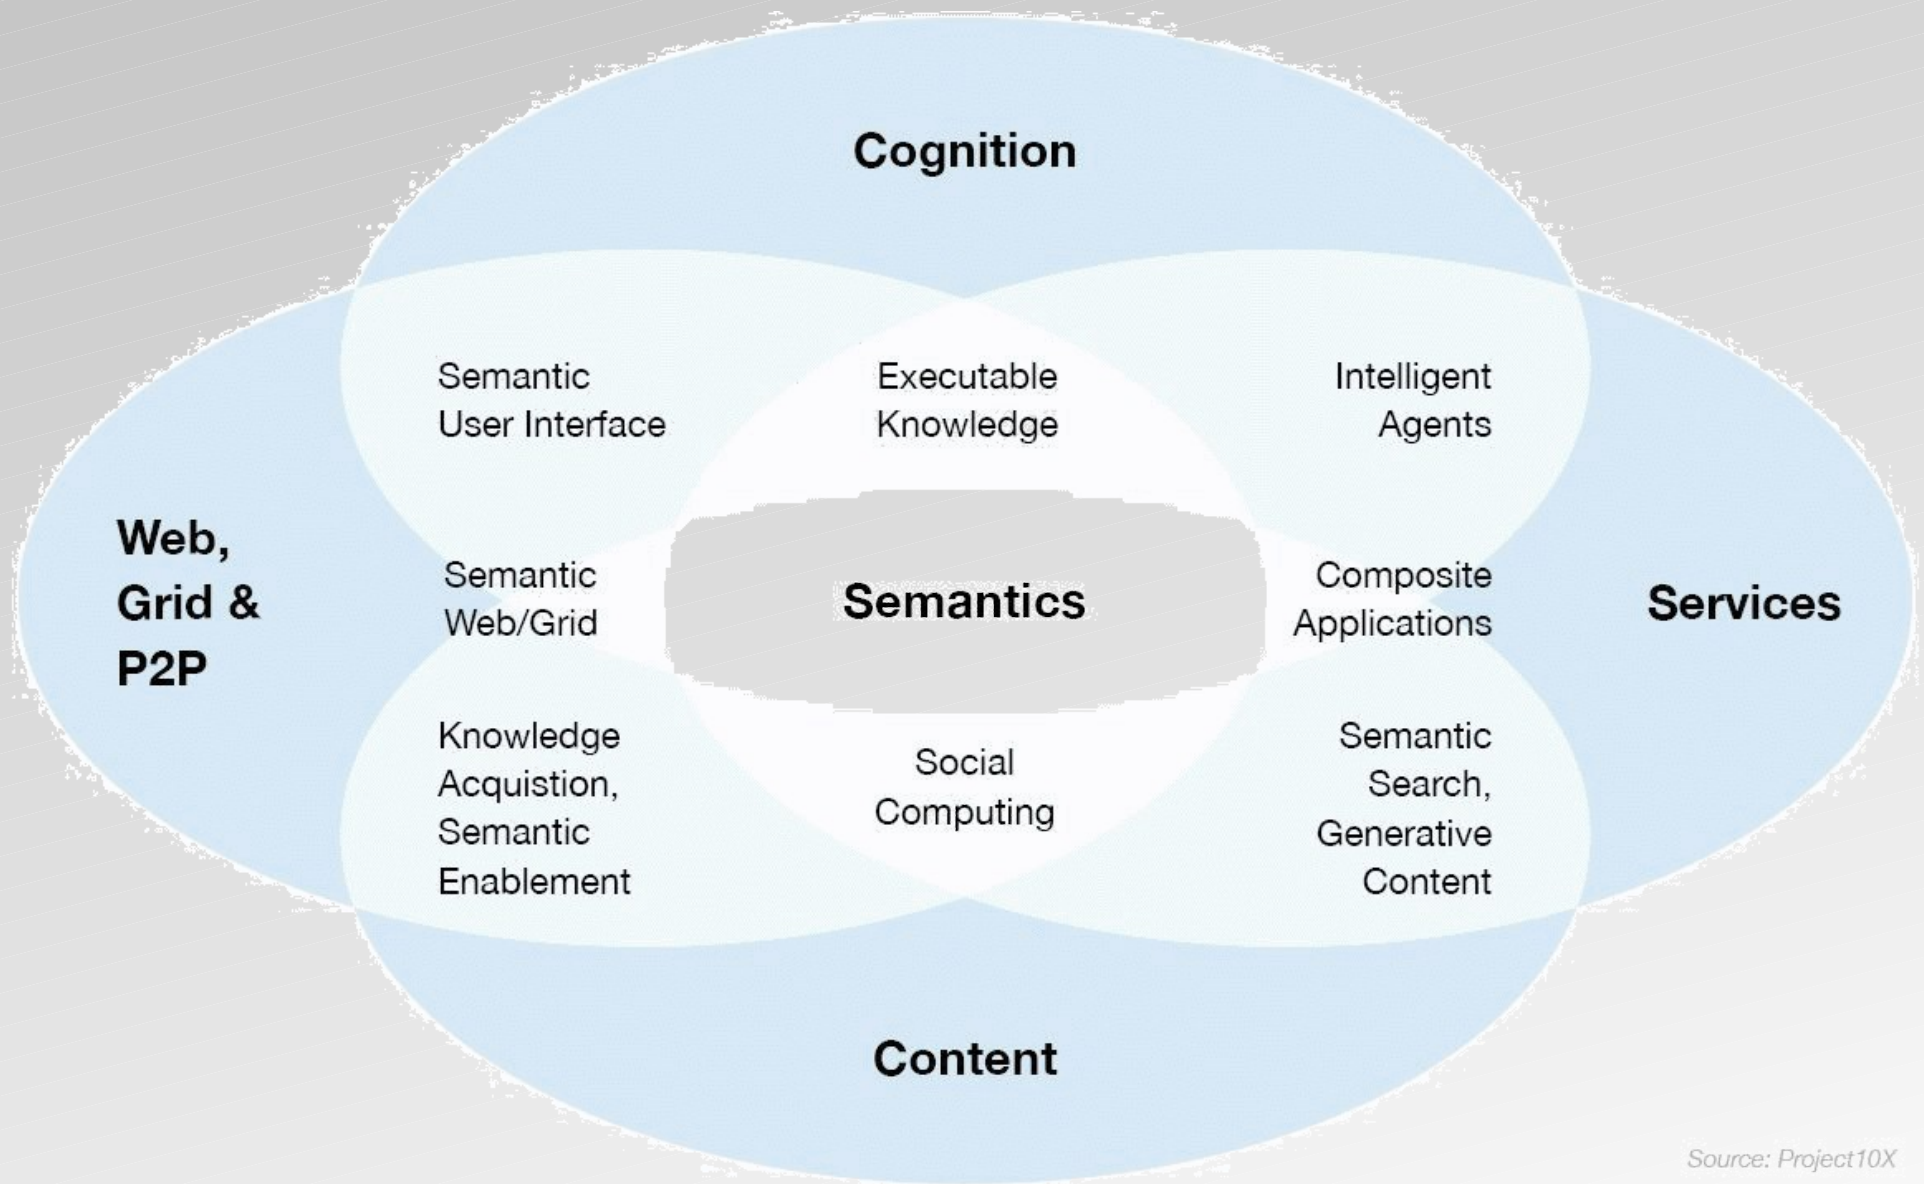 Cognition
Semantic
User Interface
Executable
Knowledge
Intelligent
Agents
Web,
Grid &
P2P
Semantic
Web/Grid
Semantics
Composite
Applications
Services
Knowledge
Acquistion,
Semantic
Enablement
Social
Computing
Semantic
Search,
Generative
Content
Content
Source: Project10X